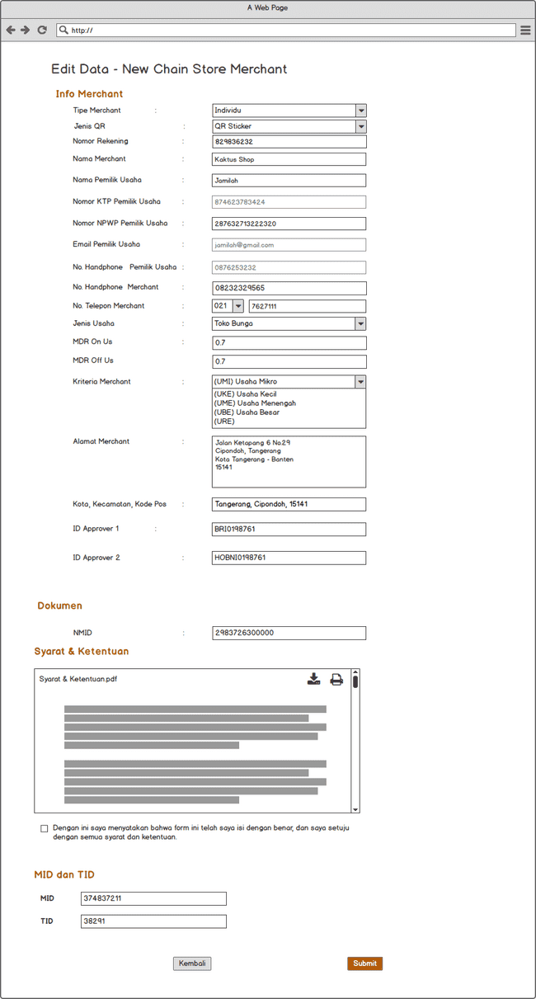 A Web Page
http://
Edit Data - New Chain Store Merchant
Info Merchant
Tipe Merchant : Individu
Jenis QR : QR Sticker
Nomor Rekening : 829836232
Nama Merchant : Kaktus Shop
Nama Pemilik Usaha : Jamilah
Nomor KTP Pemilik Usaha : 874623783424
Nomor NPWP Pemilik Usaha : 287632713222320
Email Pemilik Usaha : jamilah@gmail.com
No. Handphone Pemilik Usaha : 0876253232
No. Handphone Merchant : 08232329565
No. Telepon Merchant : 021 7627111
Jenis Usaha : Toko Bunga
MDR On Us : 0.7
MDR Off Us 0.7
Kriteria Merchant : (UMI) Usaha Mikro
(UKE) Usaha Kecil
(UME) Usaha Menengah
(UBE) Usaha Besar
(URE)
Alamat Merchant : Jalan Ketapang 6 No.29
Cipondoh, Tangerang
Kota Tangerang - Banten
15141
Kota, Kecamatan, Kode Pos : Tangerang, Cipondoh, 15141
ID Approver 1 : BRI0198761
ID Approver 2 : HOBNI0198761
Dokumen
NMID : 2983726300000
Syarat & Ketentuan
Syarat & Ketentuan.pdf
Dengan ini saya menyatakan bahwa form ini telah saya isi dengan benar, dan saya setuju
dengan semua syarat dan ketentuan.
MID dan TID
MID 374837211
TID 38291
Kembali Submit